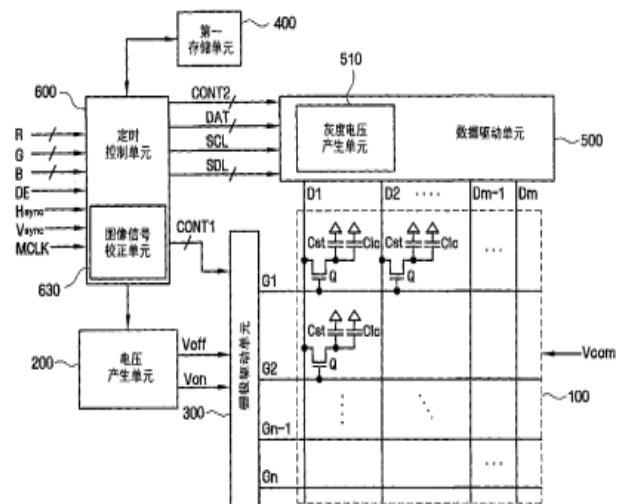 第一
存储单元
400
600
定时
控制单元
CONT2
DAT
SCL
SDL
510
灰度电压
产生单元
数据驱动单元
500
R
G
B
DE
Hsync
Vsync
MCLK
图像信号
校正单元
630
CONT1
D1
D2
....
Dm-1
Dm
Cst
Clc
Q
Cst
Clc
Q
...
G1
Cst
Clc
Q
G2
Vcom
200
电压
产生单元
Voff
Von
300
栅极驱动单元
100
Gn-1
Gn
...